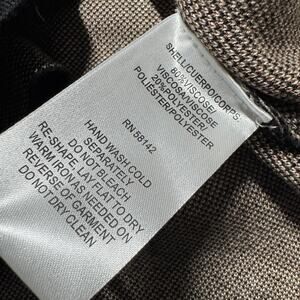 SHELL/CUERPO/CORPS:
80%VISCOSE/
VISCOSA/VISCOSE
20%POLYESTER/
POLIÉSTER/POLYESTER
RN 58142
HAND WASH COLD
SEPARATELY
DO NOT BLEACH
RE-SHAPE LAY FLAT TO DRY
WARM IRON AS NEEDED ON
REVERSE OF GARMENT
DO NOT DRY CLEAN